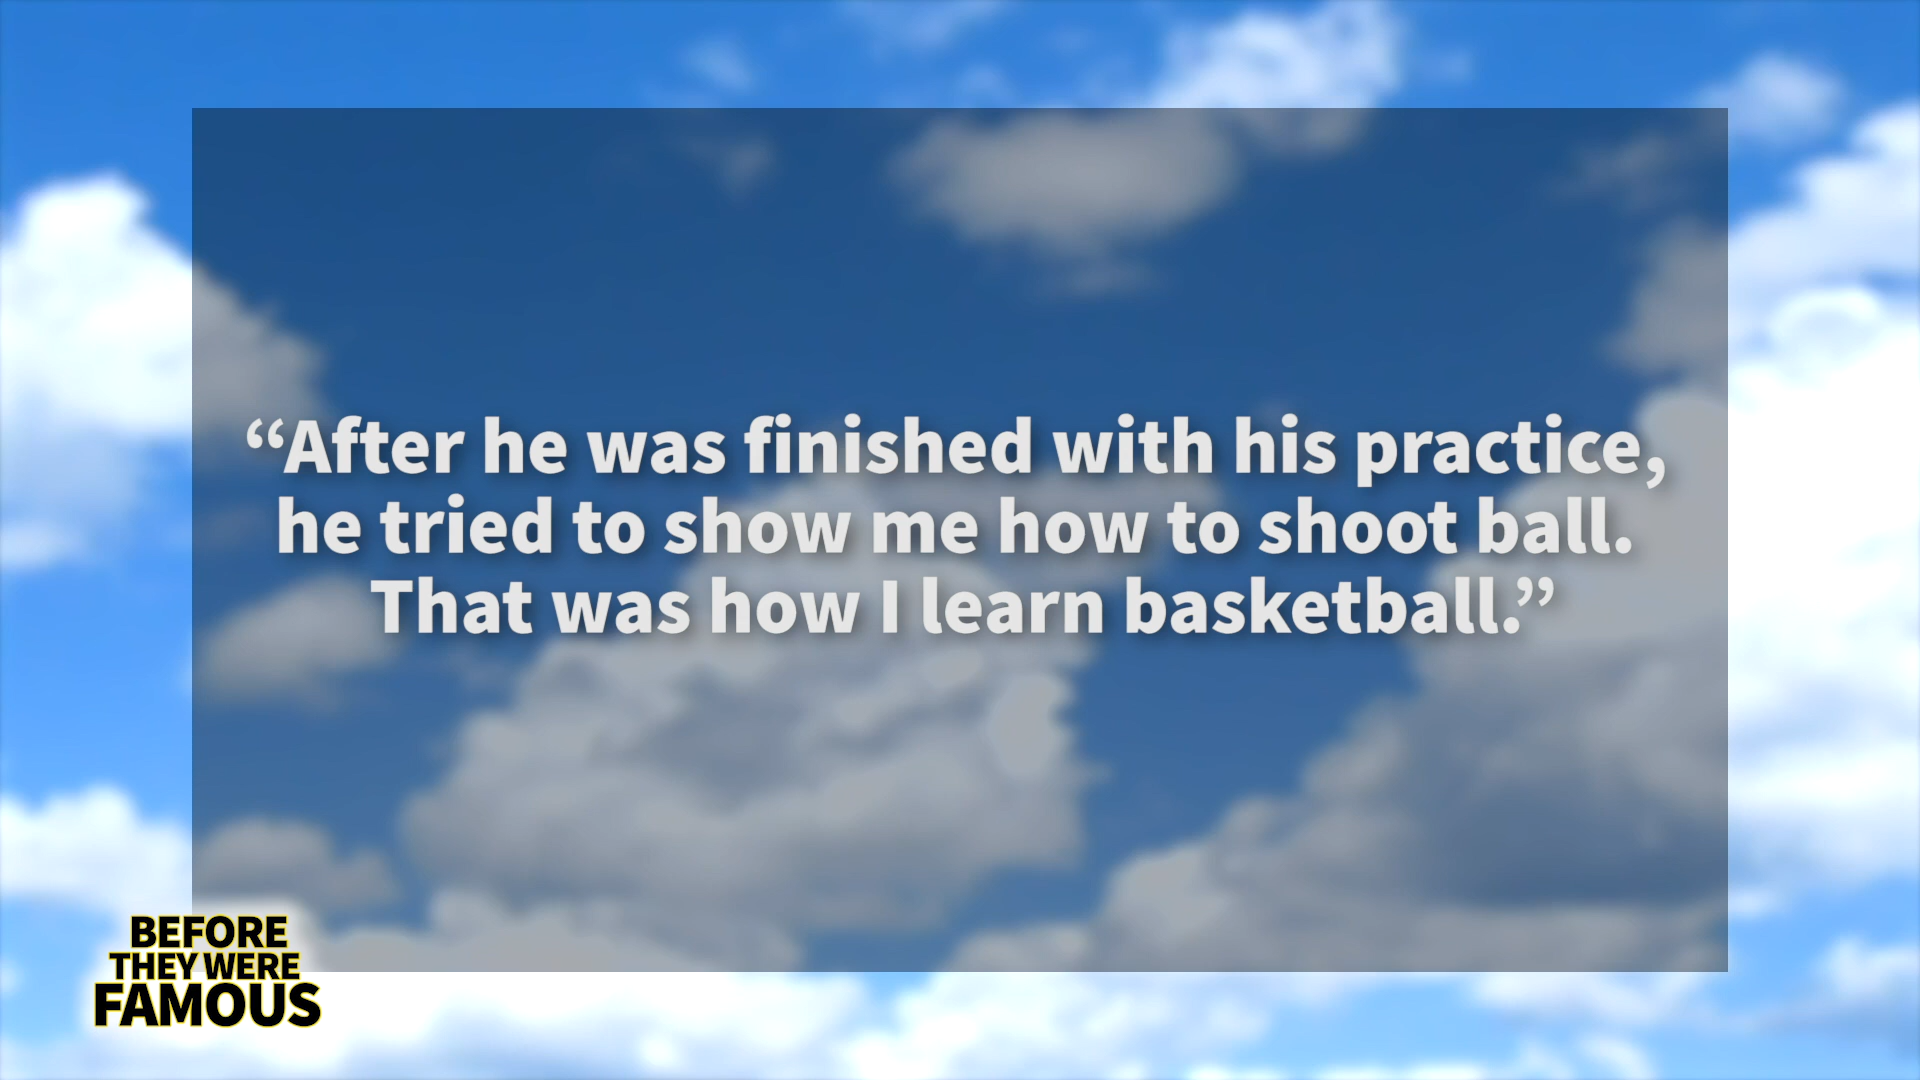 “After he was finished with his practice,
he tried to show me how to shoot ball.
That was how I learn basketball.”
BEFORE
THEY WERE
FAMOUS